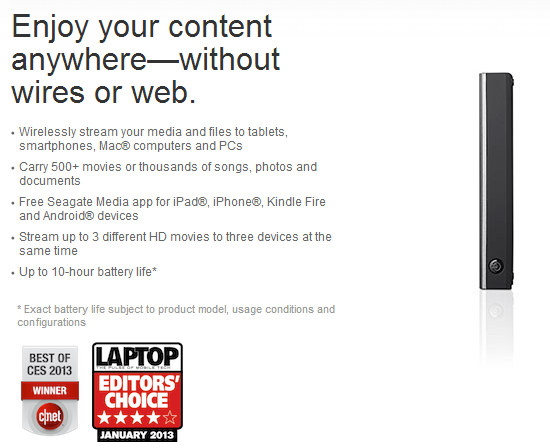 Enjoy your content
anywhere—without
wires or web.
• Wirelessly stream your media and files to tablets,
smartphones, Mac® computers and PCs
• Carry 500+ movies or thousands of songs, photos and
documents
• Free Seagate Media app for iPad®, iPhone®, Kindle Fire
and Android® devices
• Stream up to 3 different HD movies to three devices at the
same time
• Up to 10-hour battery life*
* Exact battery life subject to product model, usage conditions and
configurations
BEST OF
CES 2013
WINNER
c|net
LAPTOP
THE PULSE OF MOBILE TECH
EDITORS'
CHOICE
JANUARY 2013